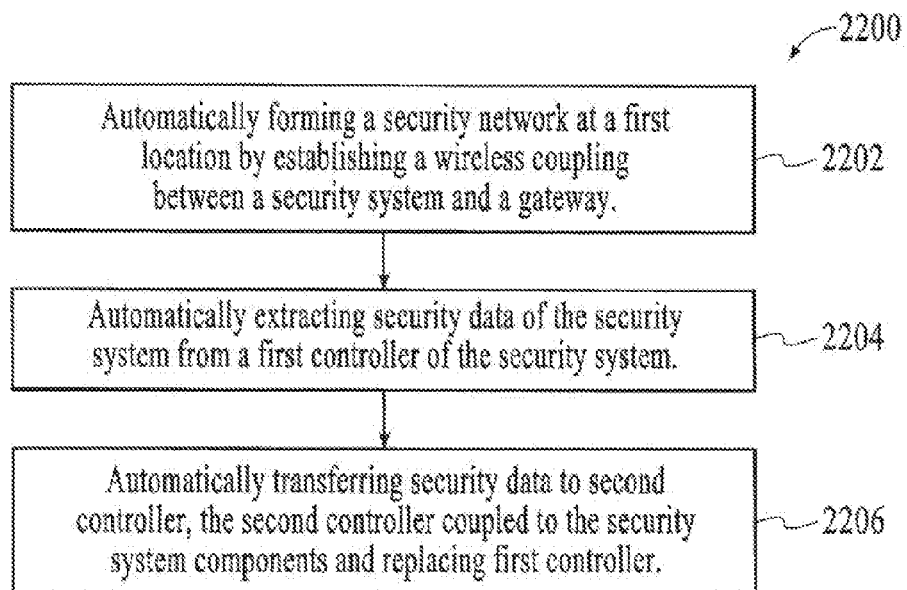 2200
Automatically forming a security network at a first
location by establishing a wireless coupling
between a security system and a gateway.
2202
Automatically extracting security data of the security
system from a first controller of the security system.
2204
Automatically transferring security data to second
controller, the second controller coupled to the security
system components and replacing first controller.
2206